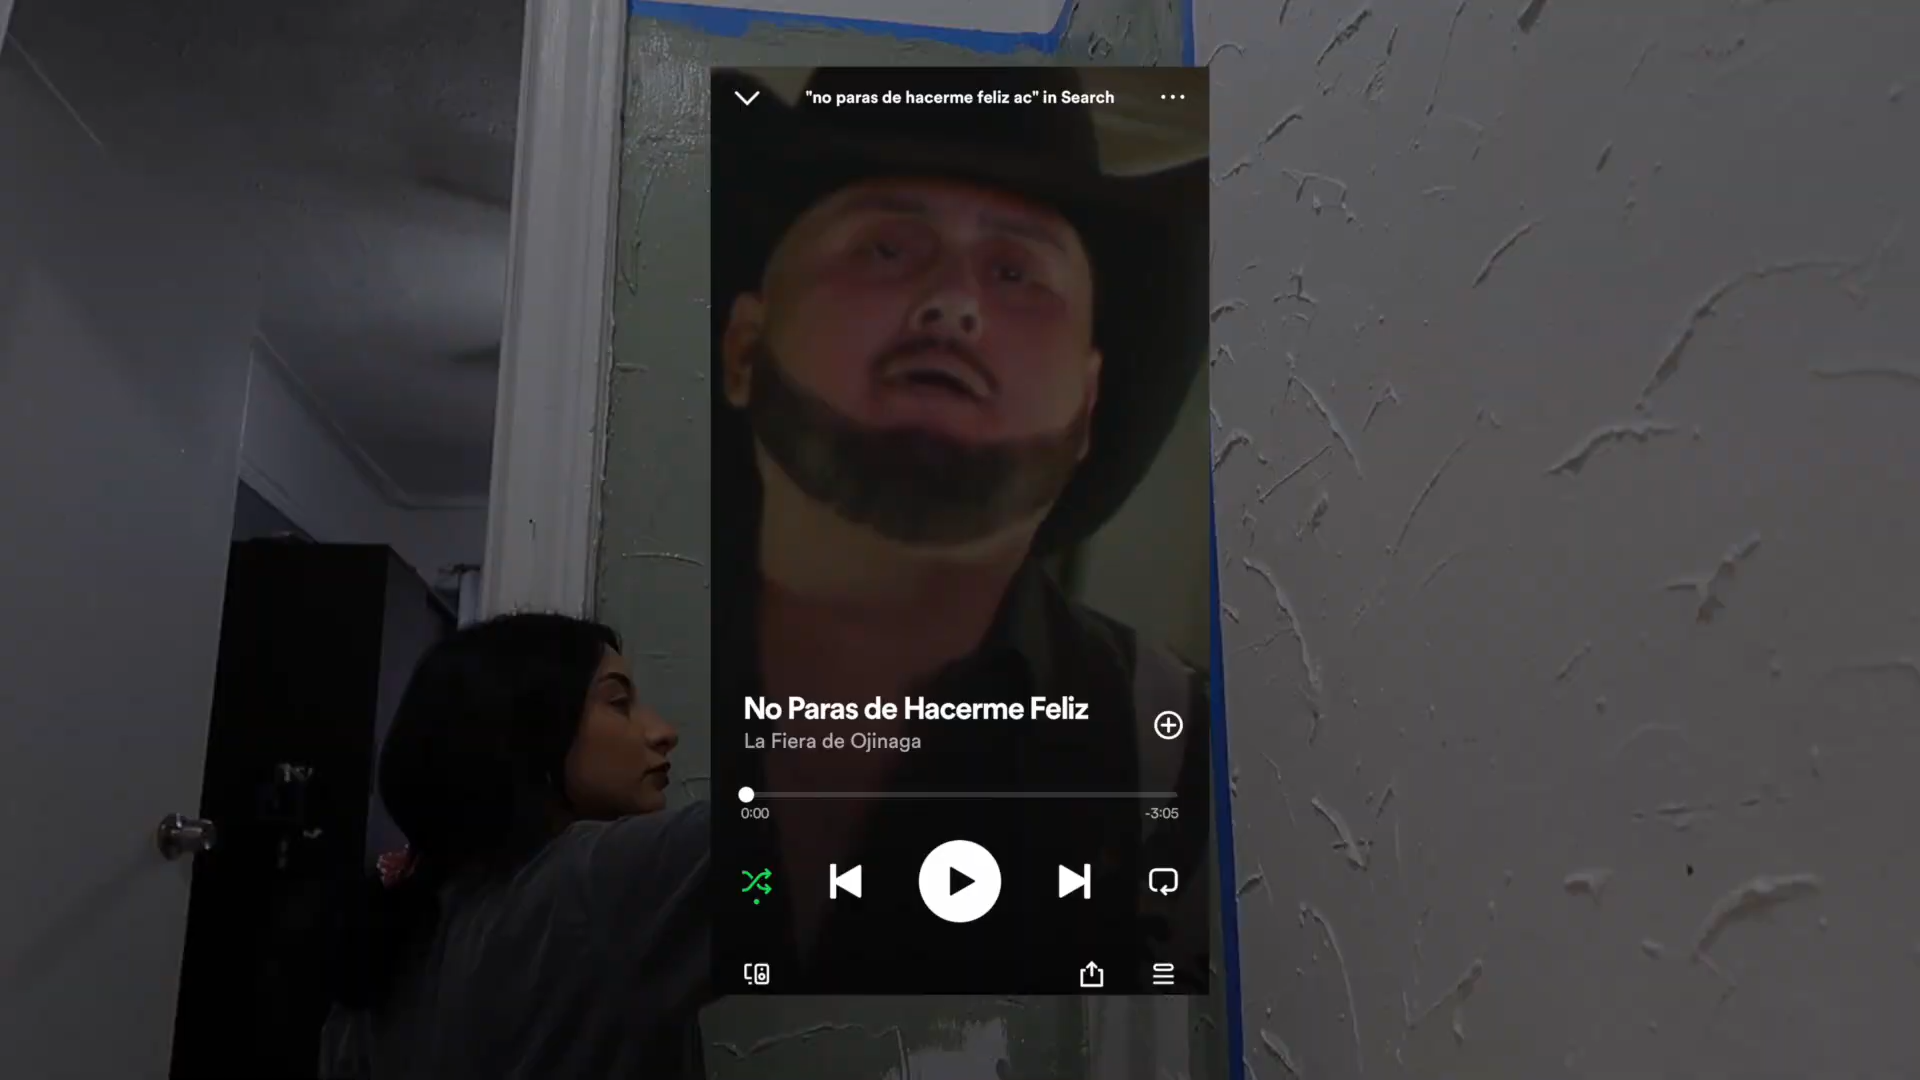 "no paras de hacerme feliz ac" in Search
No Paras de Hacerme Feliz
La Fiera de Ojinaga
0:00
-3:05